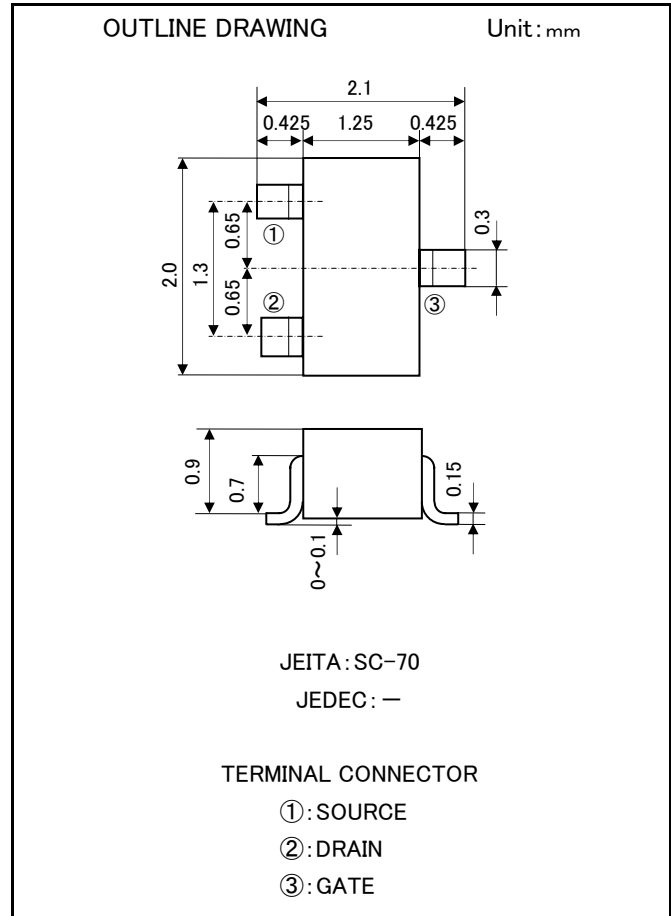 OUTLINE DRAWING Unit:mm
2.1
0.425 1.25 0.425
2.0
1.3
0.65
0.65
①
②
③
0.3
0.9
0.7
0~0.1
0.15
JEITA:SC-70
JEDEC:－
TERMINAL CONNECTOR
①:SOURCE
②:DRAIN
③:GATE